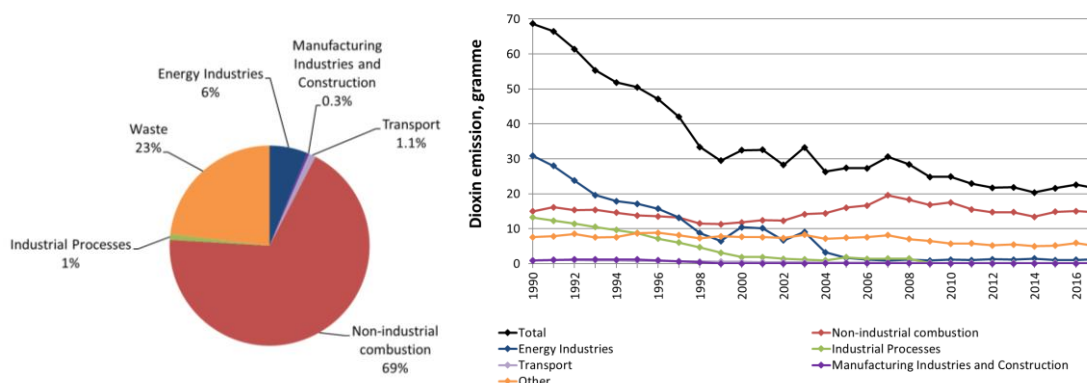 Manufacturing
Industries and
Construction
0.3%
Energy Industries
6%
Transport
1.1%
Waste
23%
Industrial Processes
1%
Non-industrial
combustion
69%
Dioxin emission, gramme
70
60
50
40
30
20
10
0
1990
1992
1994
1996
1998
2000
2002
2004
2006
2008
2010
2012
2014
2016
Total
Non-industrial combustion
Energy Industries
Industrial Processes
Transport
Manufacturing Industries and Construction
Other